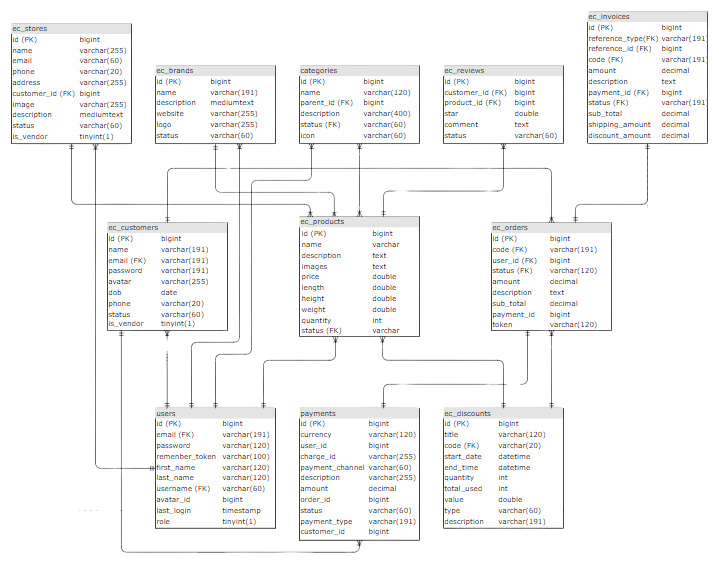 ec_stores
id (PK) bigint
name varchar(255)
email varchar(60)
phone varchar(20)
address varchar(255)
customer_id (FK) bigint
image varchar(255)
description mediumtext
status varchar(60)
is_vendor tinyint(1)
ec_brands
id (PK) bigint
name varchar(191)
description mediumtext
website varchar(255)
logo varchar(255)
status varchar(60)
categories
id (PK) bigint
name varchar(120)
parent_id (FK) bigint
description varchar(400)
status (FK) varchar(60)
icon varchar(60)
ec_reviews
id (PK) bigint
customer_id (FK) bigint
product_id (FK) bigint
star double
comment text
status varchar(60)
ec_invoices
id (PK) bigint
reference_type(FK) varchar(191)
reference_id (FK) bigint
code (FK) varchar(191)
amount decimal
description text
payment_id (FK) bigint
status (FK) varchar(191)
sub_total decimal
shipping_amount decimal
discount_amount decimal
ec_customers
id (PK) bigint
name varchar(191)
email (FK) varchar(191)
password varchar(191)
avatar varchar(255)
dob date
phone varchar(20)
status varchar(60)
is_vendor tinyint(1)
ec_products
id (PK) bigint
name varchar
description text
images text
price double
length double
height double
weight double
quantity int
status (FK) varchar
ec_orders
id (PK) bigint
code (FK) varchar(191)
user_id (FK) bigint
status (FK) varchar(120)
amount decimal
description text
sub_total decimal
payment_id bigint
token varchar(120)
users
id (PK) bigint
email (FK) varchar(191)
password varchar(120)
remenber_token varchar(100)
first_name varchar(120)
last_name varchar(120)
username (FK) varchar(60)
avatar_id bigint
last_login timestamp
role tinyint(1)
payments
id (PK) bigint
currency varchar(120)
user_id bigint
charge_id varchar(255)
payment_channel varchar(60)
description varchar(255)
amount decimal
order_id bigint
status varchar(60)
payment_type varchar(191)
customer_id bigint
ec_discounts
id (PK) bigint
title varchar(120)
code (FK) varchar(20)
start_date datetime
end_time datetime
quantity int
total_used int
value double
type varchar(60)
description varchar(191)